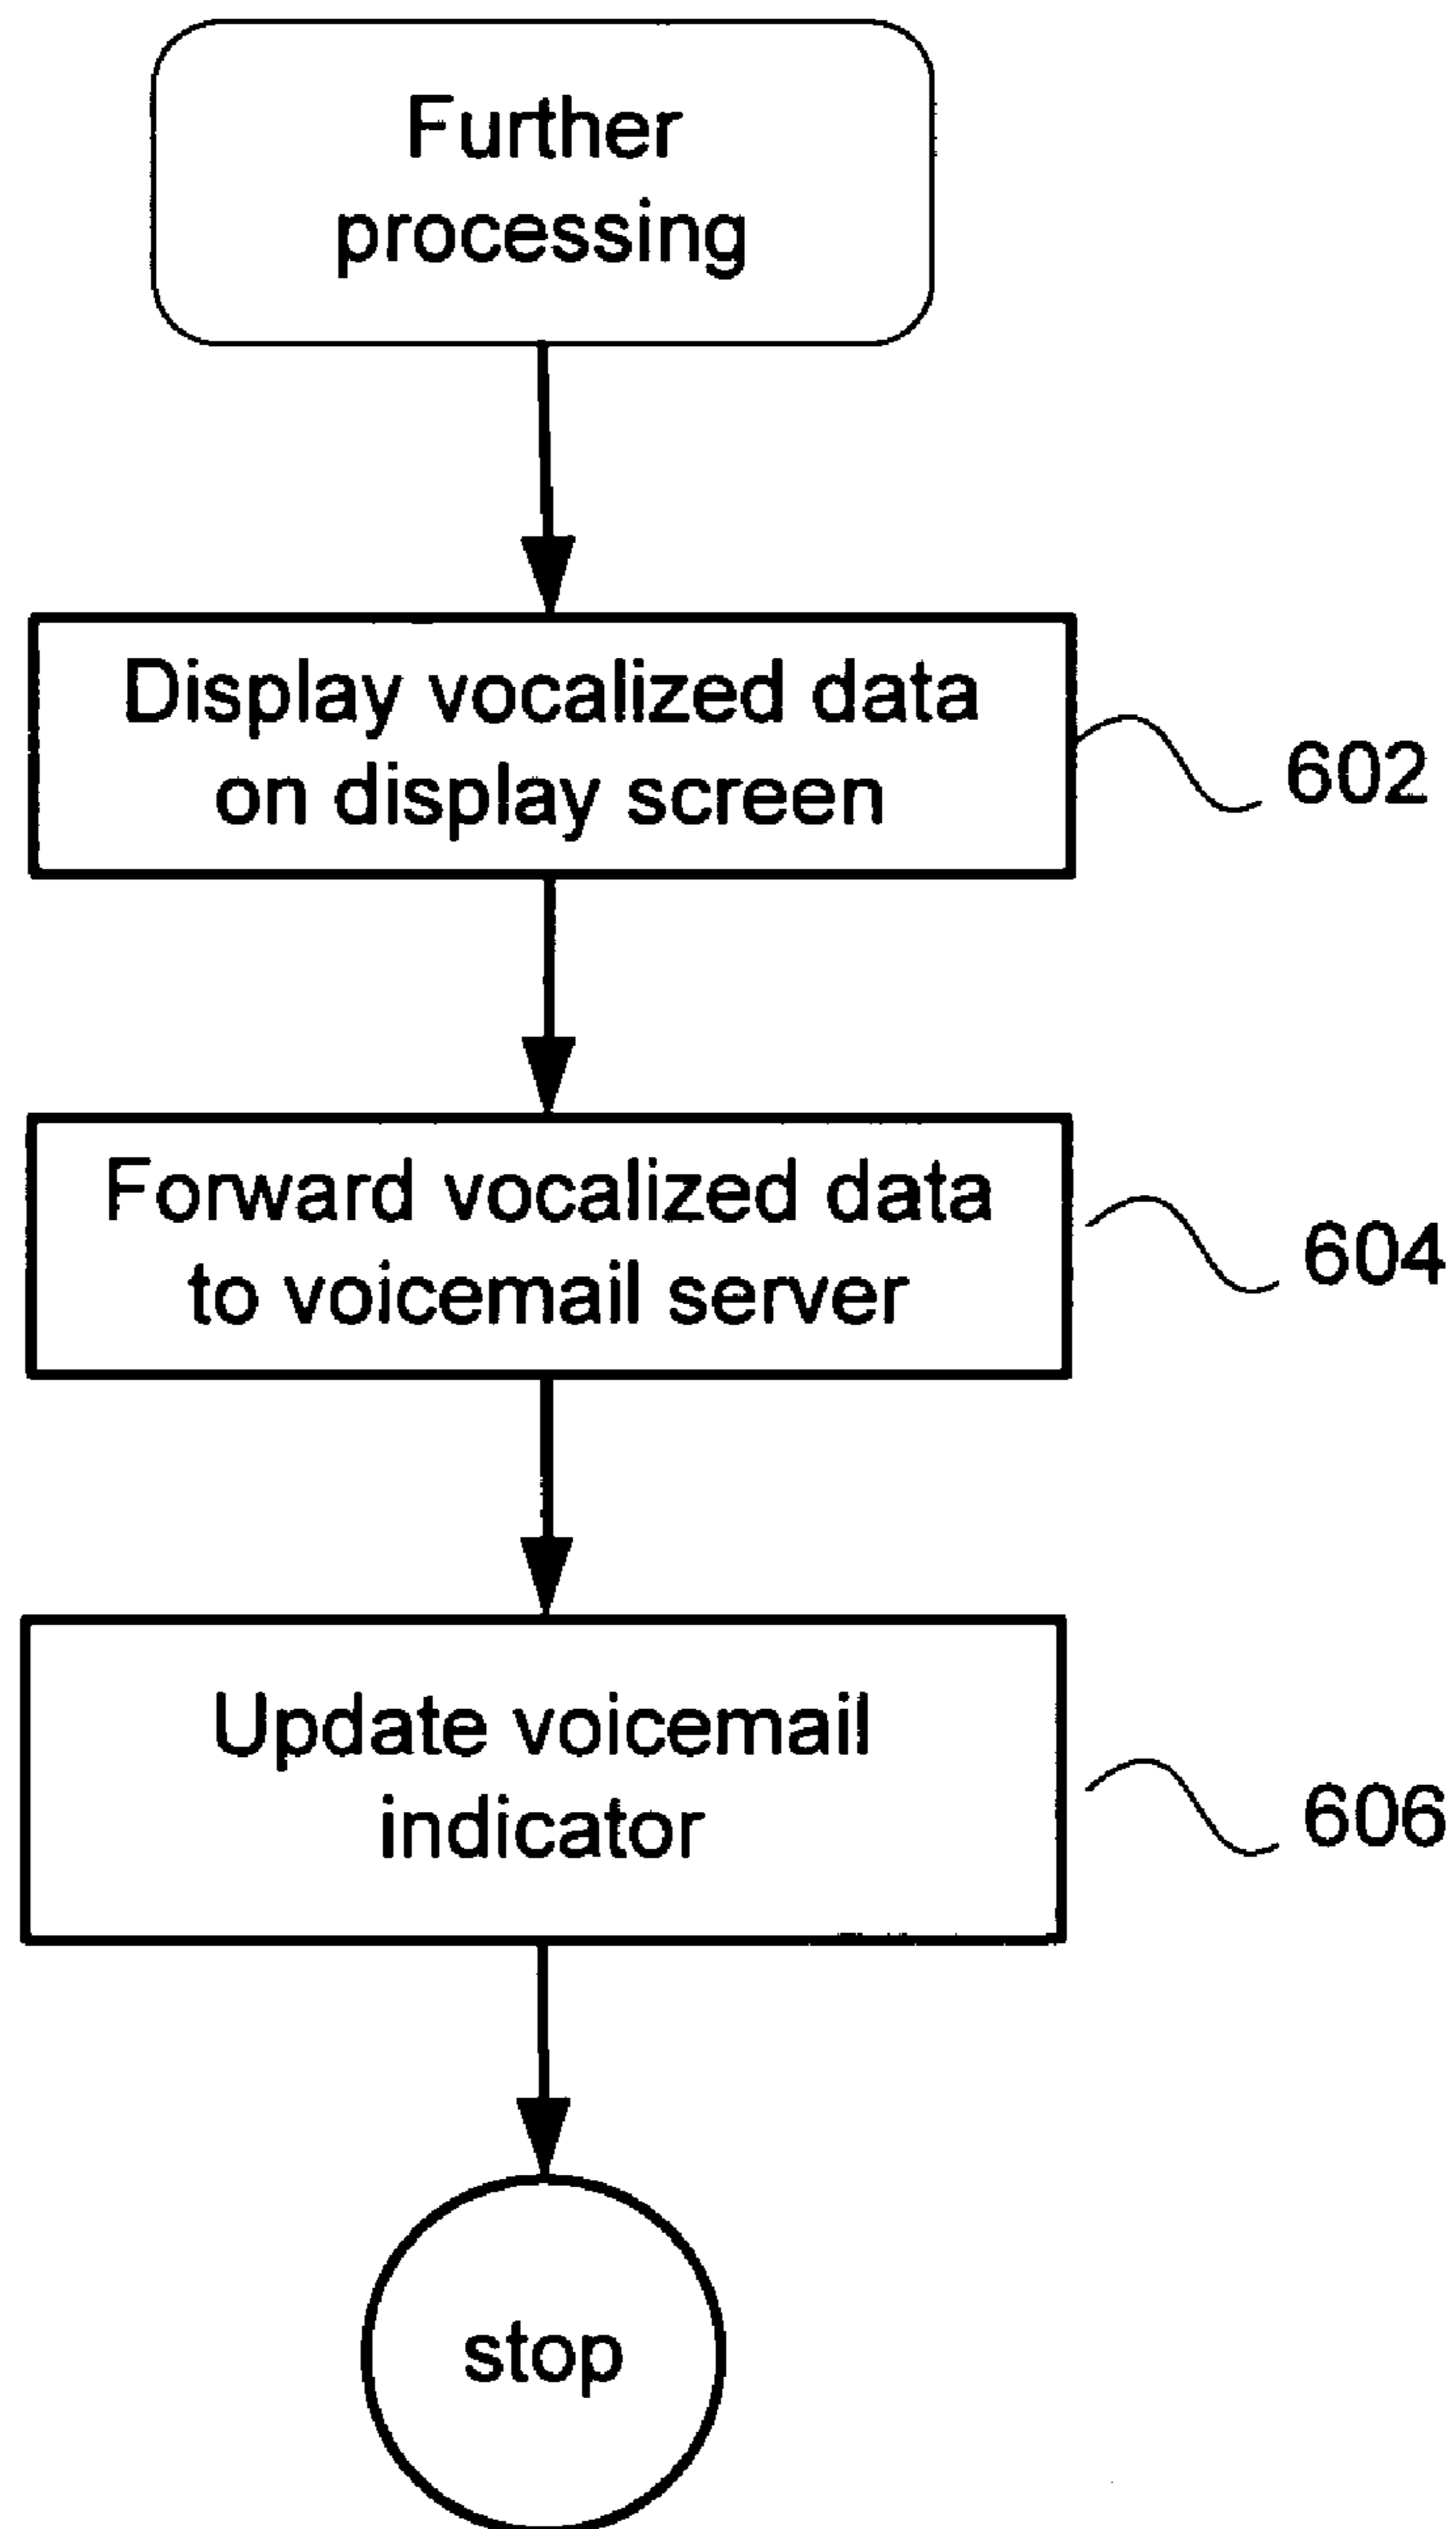 Further
processing
Display vocalized data
on display screen
602
Forward vocalized data
to voicemail server
604
Update voicemail
indicator
606
stop